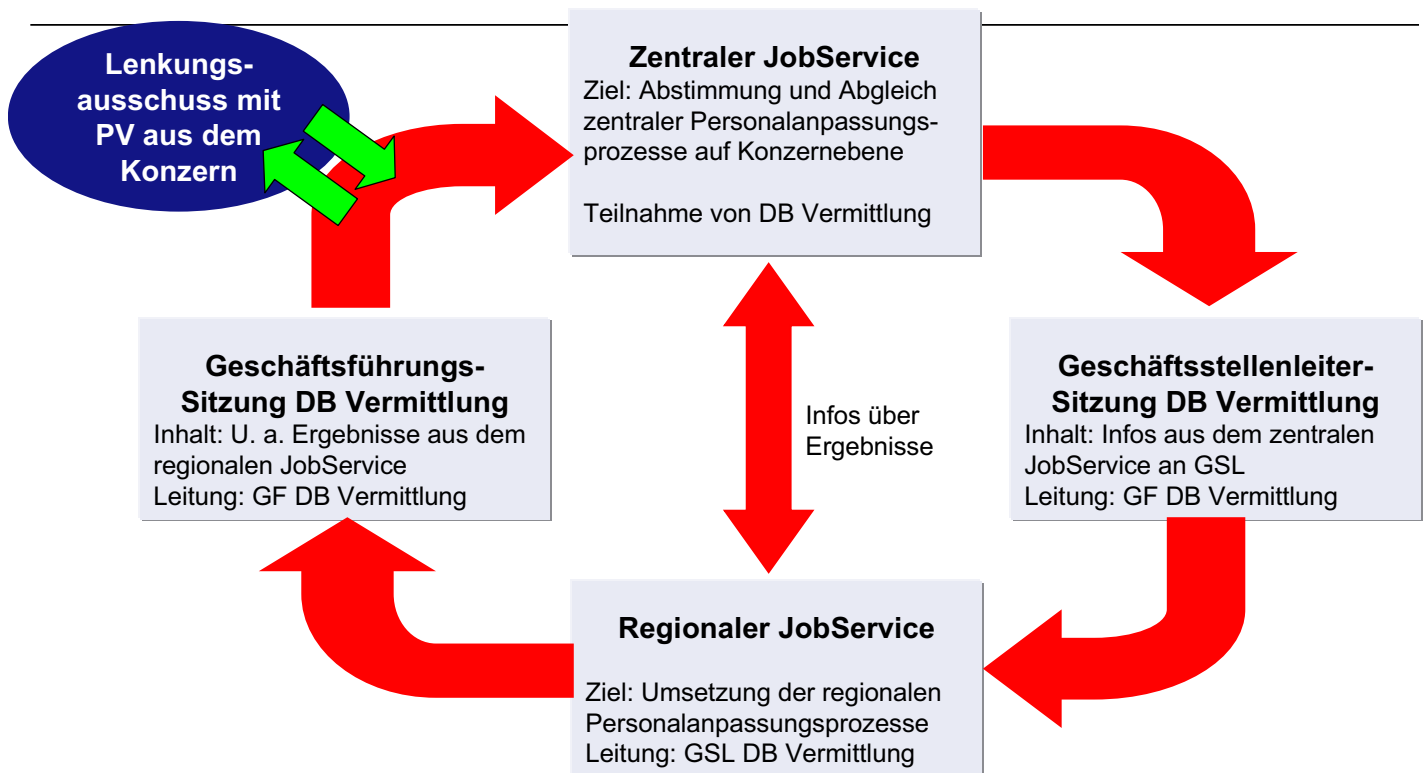 Lenkungs-
ausschuss mit
PV aus dem
Konzern
Zentraler JobService
Ziel: Abstimmung und Abgleich
zentraler Personalanpassungs-
prozesse auf Konzernebene
Teilnahme von DB Vermittlung
Geschäftsführungs-
Sitzung DB Vermittlung
Inhalt: U. a. Ergebnisse aus dem
regionalen JobService
Leitung: GF DB Vermittlung
Infos über
Ergebnisse
Geschäftsstellenleiter-
Sitzung DB Vermittlung
Inhalt: Infos aus dem zentralen
JobService an GSL
Leitung: GF DB Vermittlung
Regionaler JobService
Ziel: Umsetzung der regionalen
Personalanpassungsprozesse
Leitung: GSL DB Vermittlung